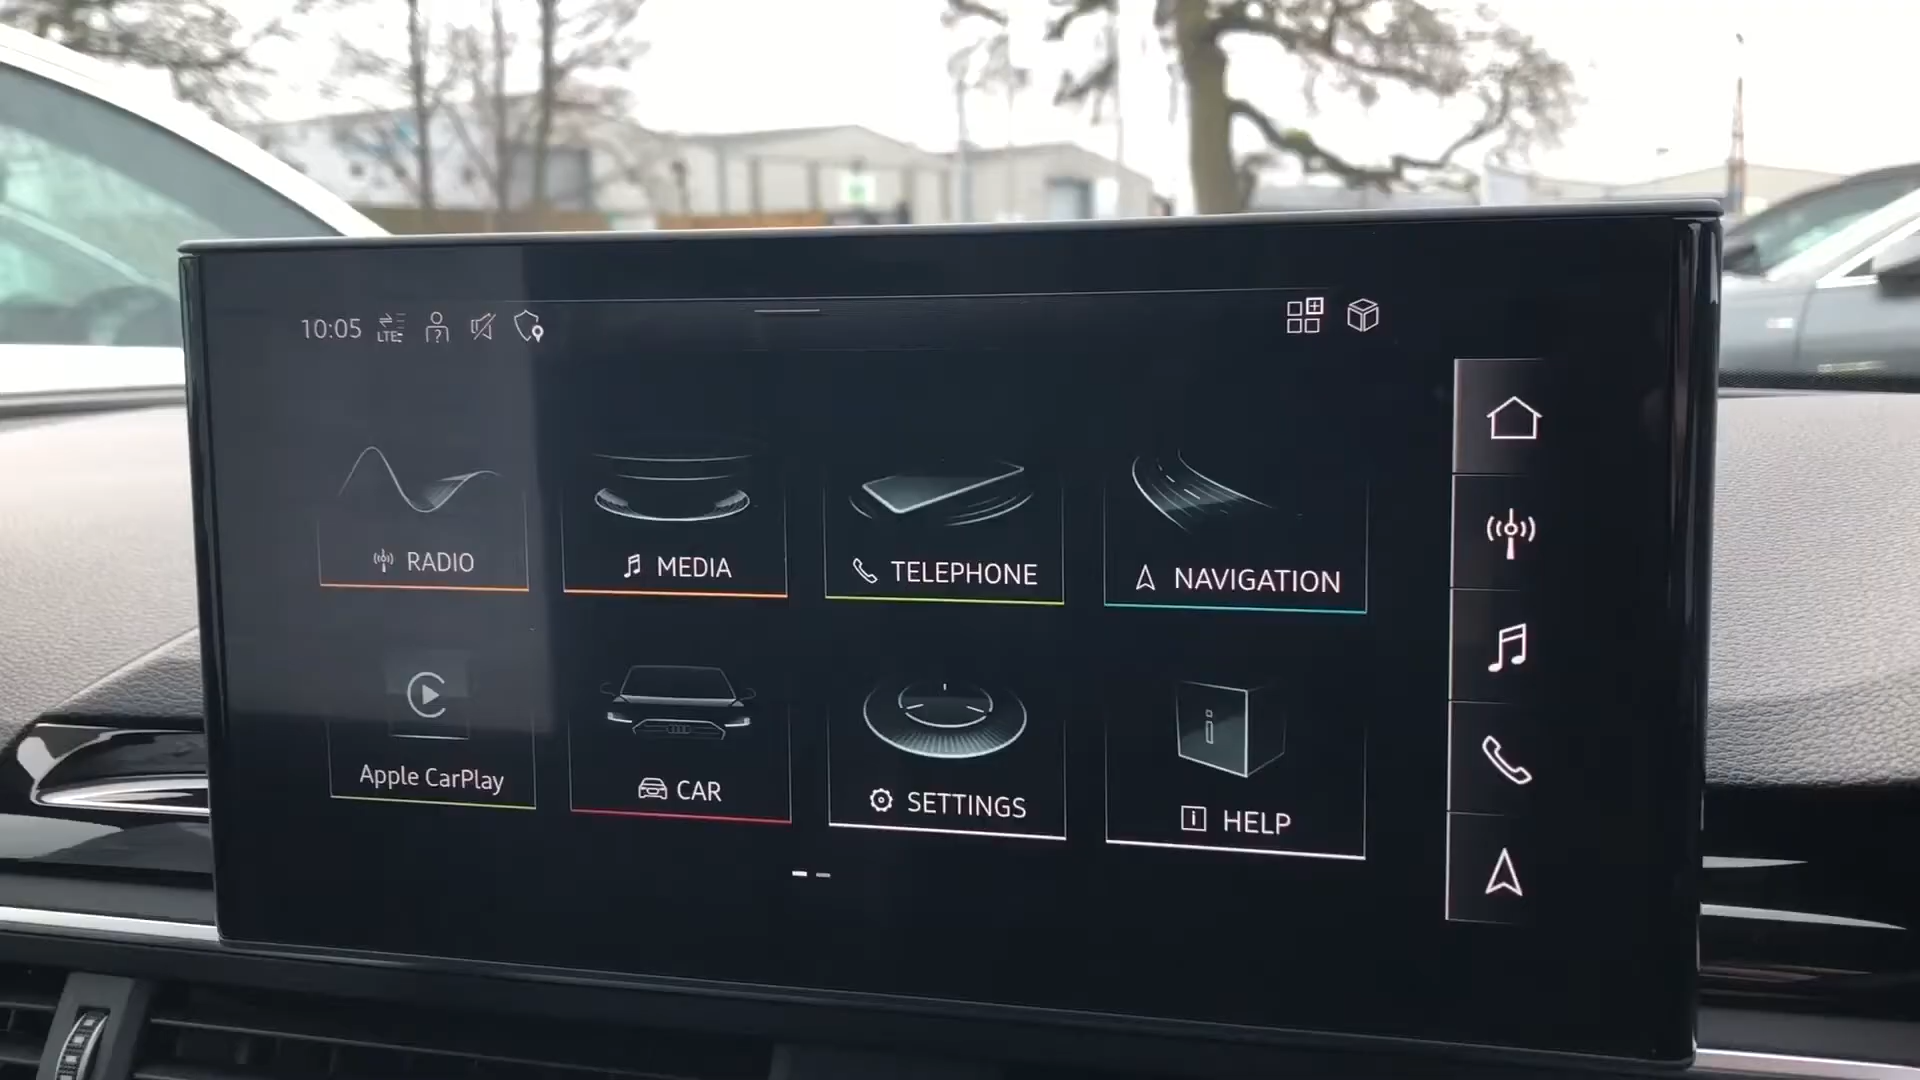 10:05 LTE
RADIO
MEDIA
TELEPHONE
NAVIGATION
Apple CarPlay
CAR
SETTINGS
HELP